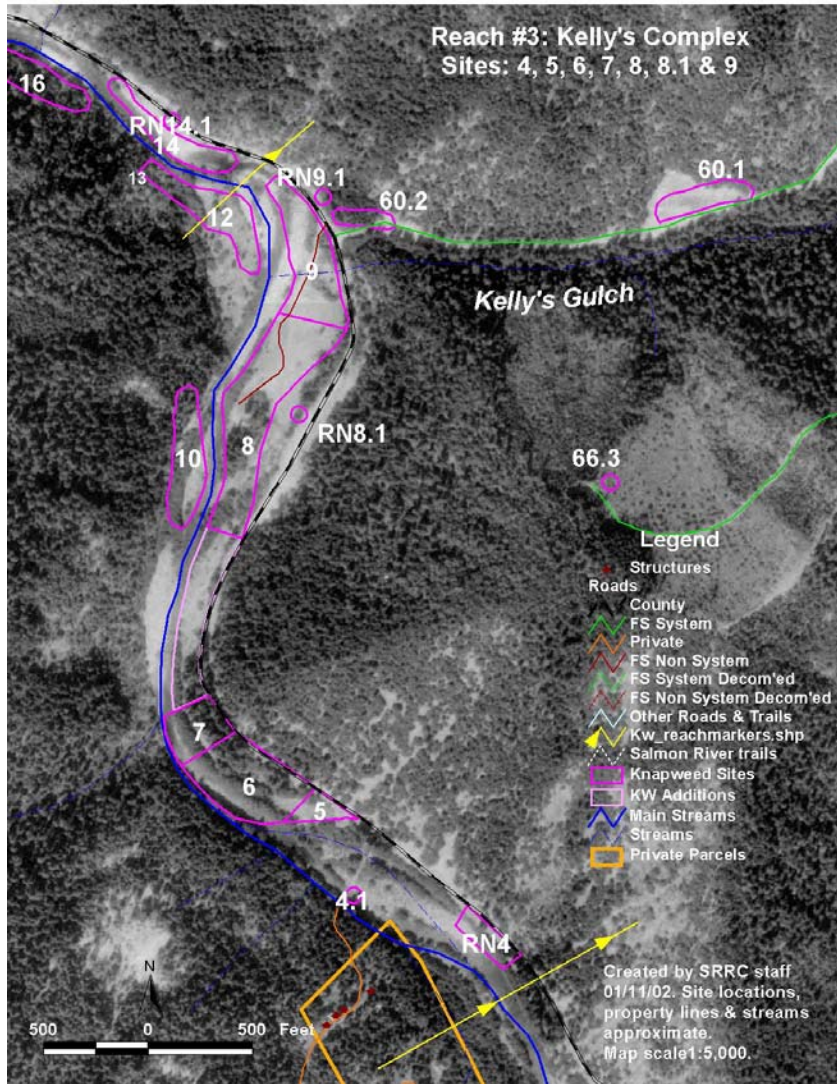 Reach #3: Kelly's Complex
Sites: 4, 5, 6, 7, 8, 8.1 & 9
16
RN14.1
14
13
12
RN9.1
60.2
60.1
9
Kelly's Gulch
10
8
RN8.1
66.3
7
6
5
4.1
RN4
Legend
Structures
Roads
County
FS System
Private
FS Non System
FS System Decom'ed
FS Non System Decom'ed
Other Roads & Trails
Kw_reachmarkers.shp
Salmon River trails
Knapweed Sites
KW Additions
Main Streams
Streams
Private Parcels
N
500 0 500 Feet
Created by SRRC staff
01/11/02. Site locations,
property lines & streams
approximate.
Map scale1:5,000.